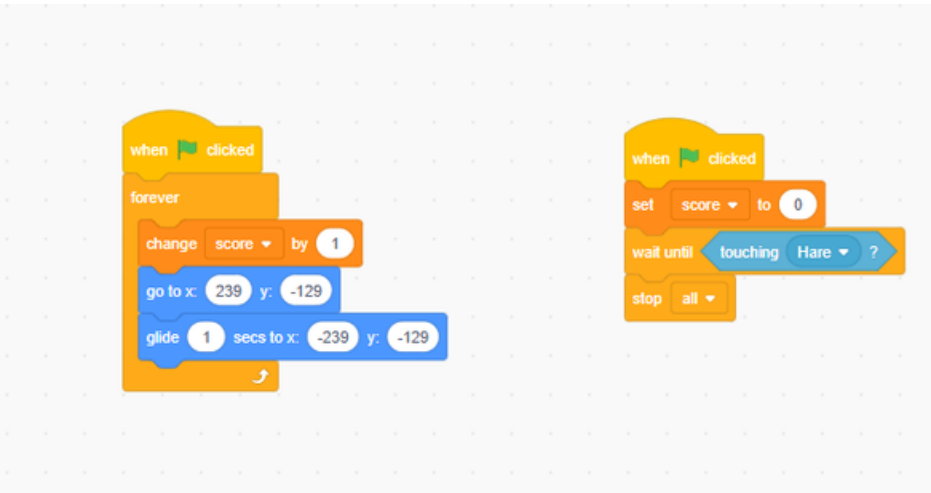 when clicked
forever
change score by 1
go to x: 239 y: -129
glide 1 secs to x: -239 y: -129
when clicked
set score to 0
wait until touching Hare ?
stop all